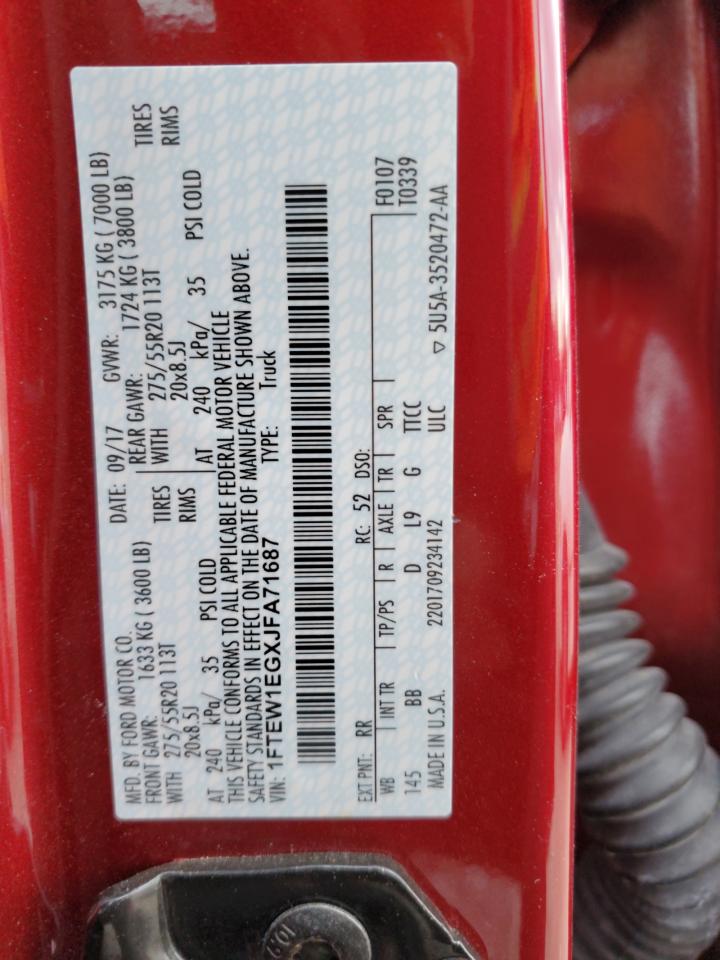 MFD. BY FORD MOTOR CO.
DATE: 09/17 GVWR: 3175 KG ( 7000 LB)
FRONT GAWR: 1633 KG ( 3600 LB) REAR GAWR: 1724 KG ( 3800 LB)
WITH 275/55R20 113T TIRES WITH 275/55R20 113T TIRES
20x8.5J RIMS 20x8.5J RIMS
AT 240 kPa/ 35 PSI COLD AT 240 kPa/ 35 PSI COLD
THIS VEHICLE CONFORMS TO ALL APPLICABLE FEDERAL MOTOR VEHICLE
SAFETY STANDARDS IN EFFECT ON THE DATE OF MANUFACTURE SHOWN ABOVE.
VIN: 1FTEW1EGXJFA71687 TYPE: Truck
EXT PNT: RR RC: 52 DSO: F0107
WB INT TR TP/PS R AXLE TR SPR T0339
145 BB D L9 G TTCC
MADE IN U.S.A. 2201709234142 ULC ▽ 5U5A-3520472-AA
10.9